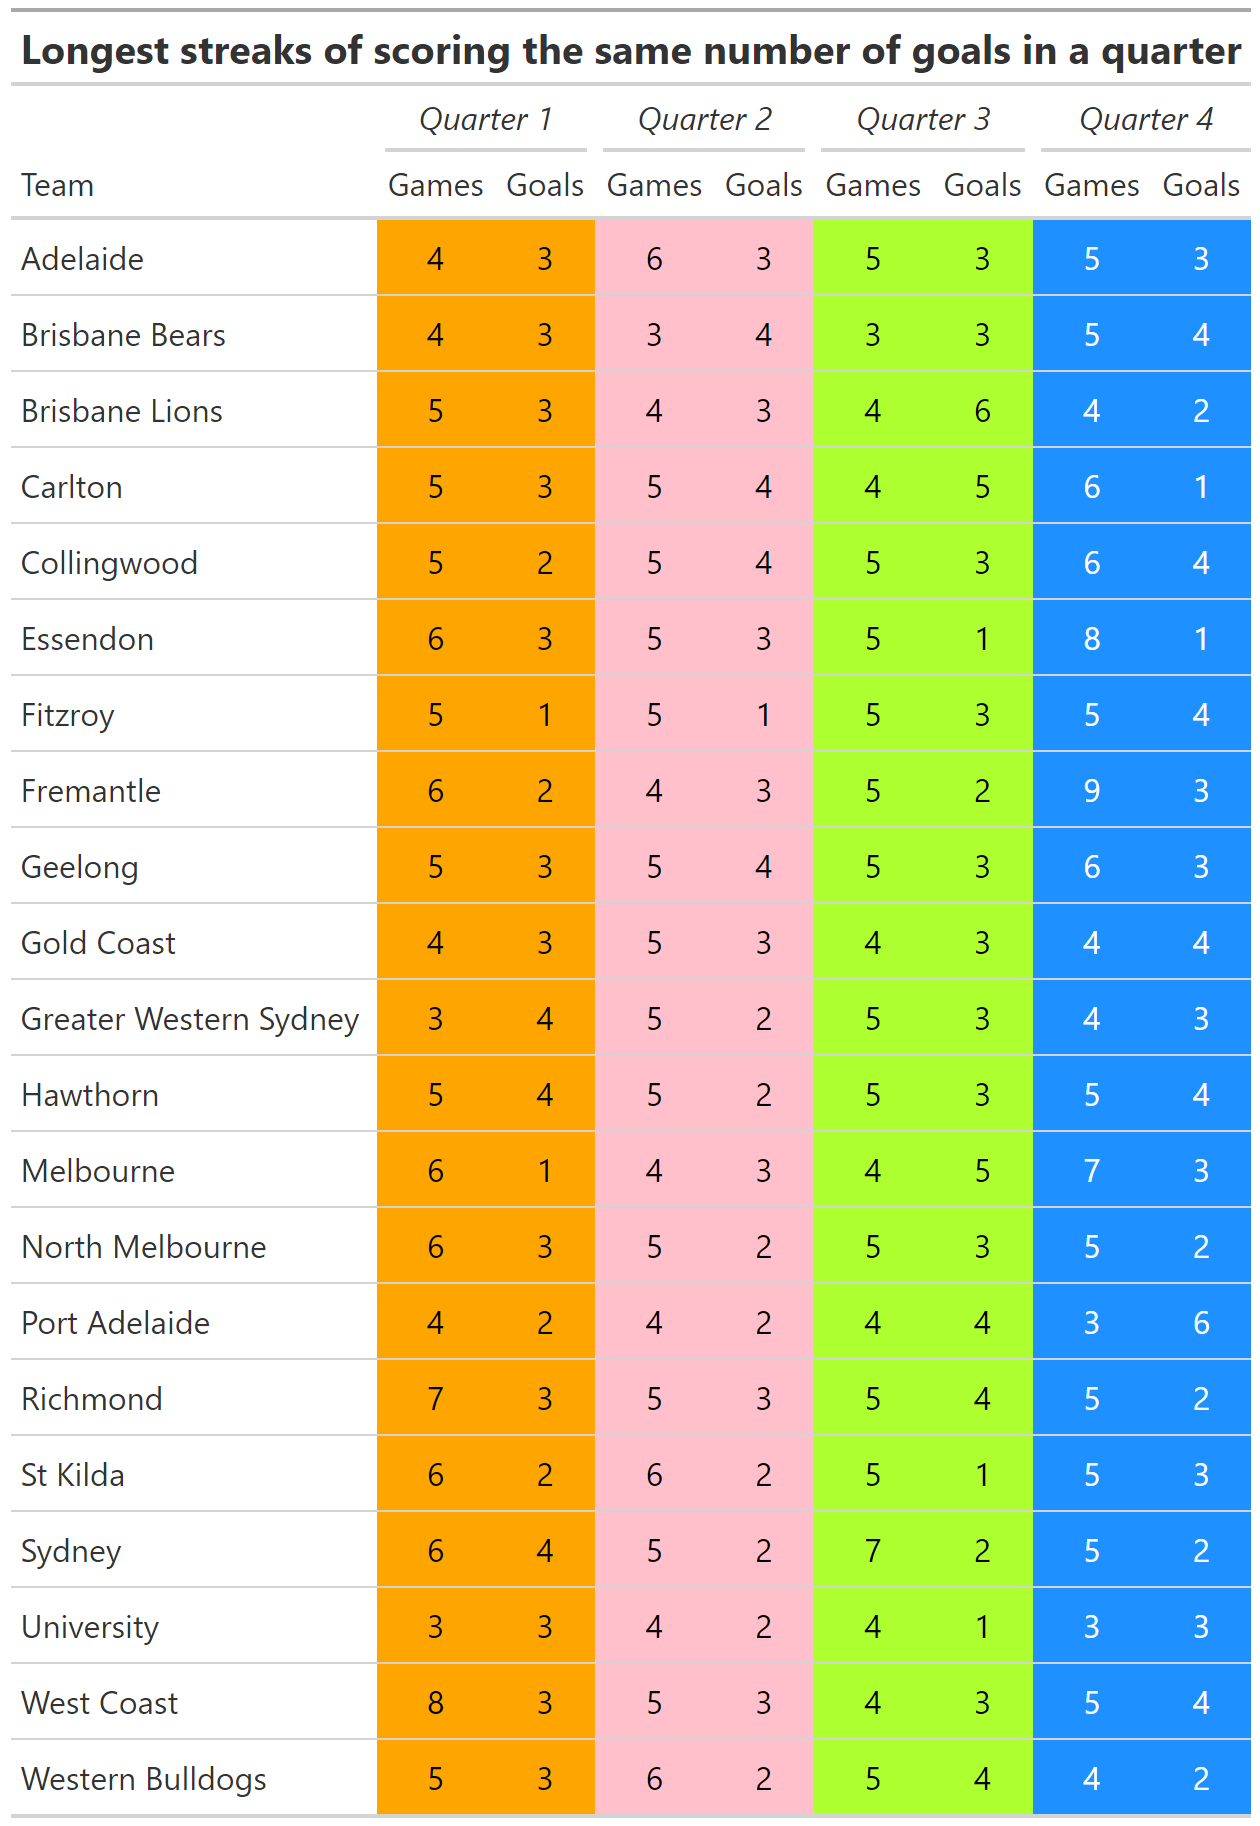 Longest streaks of scoring the same number of goals in a quarter
Quarter 1 Quarter 2 Quarter 3 Quarter 4
Team Games Goals Games Goals Games Goals Games Goals
Adelaide 4 3 6 3 5 3 5 3
Brisbane Bears 4 3 3 4 3 3 5 4
Brisbane Lions 5 3 4 3 4 6 4 2
Carlton 5 3 5 4 4 5 6 1
Collingwood 5 2 5 4 5 3 6 4
Essendon 6 3 5 3 5 1 8 1
Fitzroy 5 1 5 1 5 3 5 4
Fremantle 6 2 4 3 5 2 9 3
Geelong 5 3 5 4 5 3 6 3
Gold Coast 4 3 5 3 4 3 4 4
Greater Western Sydney 3 4 5 2 5 3 4 3
Hawthorn 5 4 5 2 5 3 5 4
Melbourne 6 1 4 3 4 5 7 3
North Melbourne 6 3 5 2 5 3 5 2
Port Adelaide 4 2 4 2 4 4 3 6
Richmond 7 3 5 3 5 4 5 2
St Kilda 6 2 6 2 5 1 5 3
Sydney 6 4 5 2 7 2 5 2
University 3 3 4 2 4 1 3 3
West Coast 8 3 5 3 4 3 5 4
Western Bulldogs 5 3 6 2 5 4 4 2